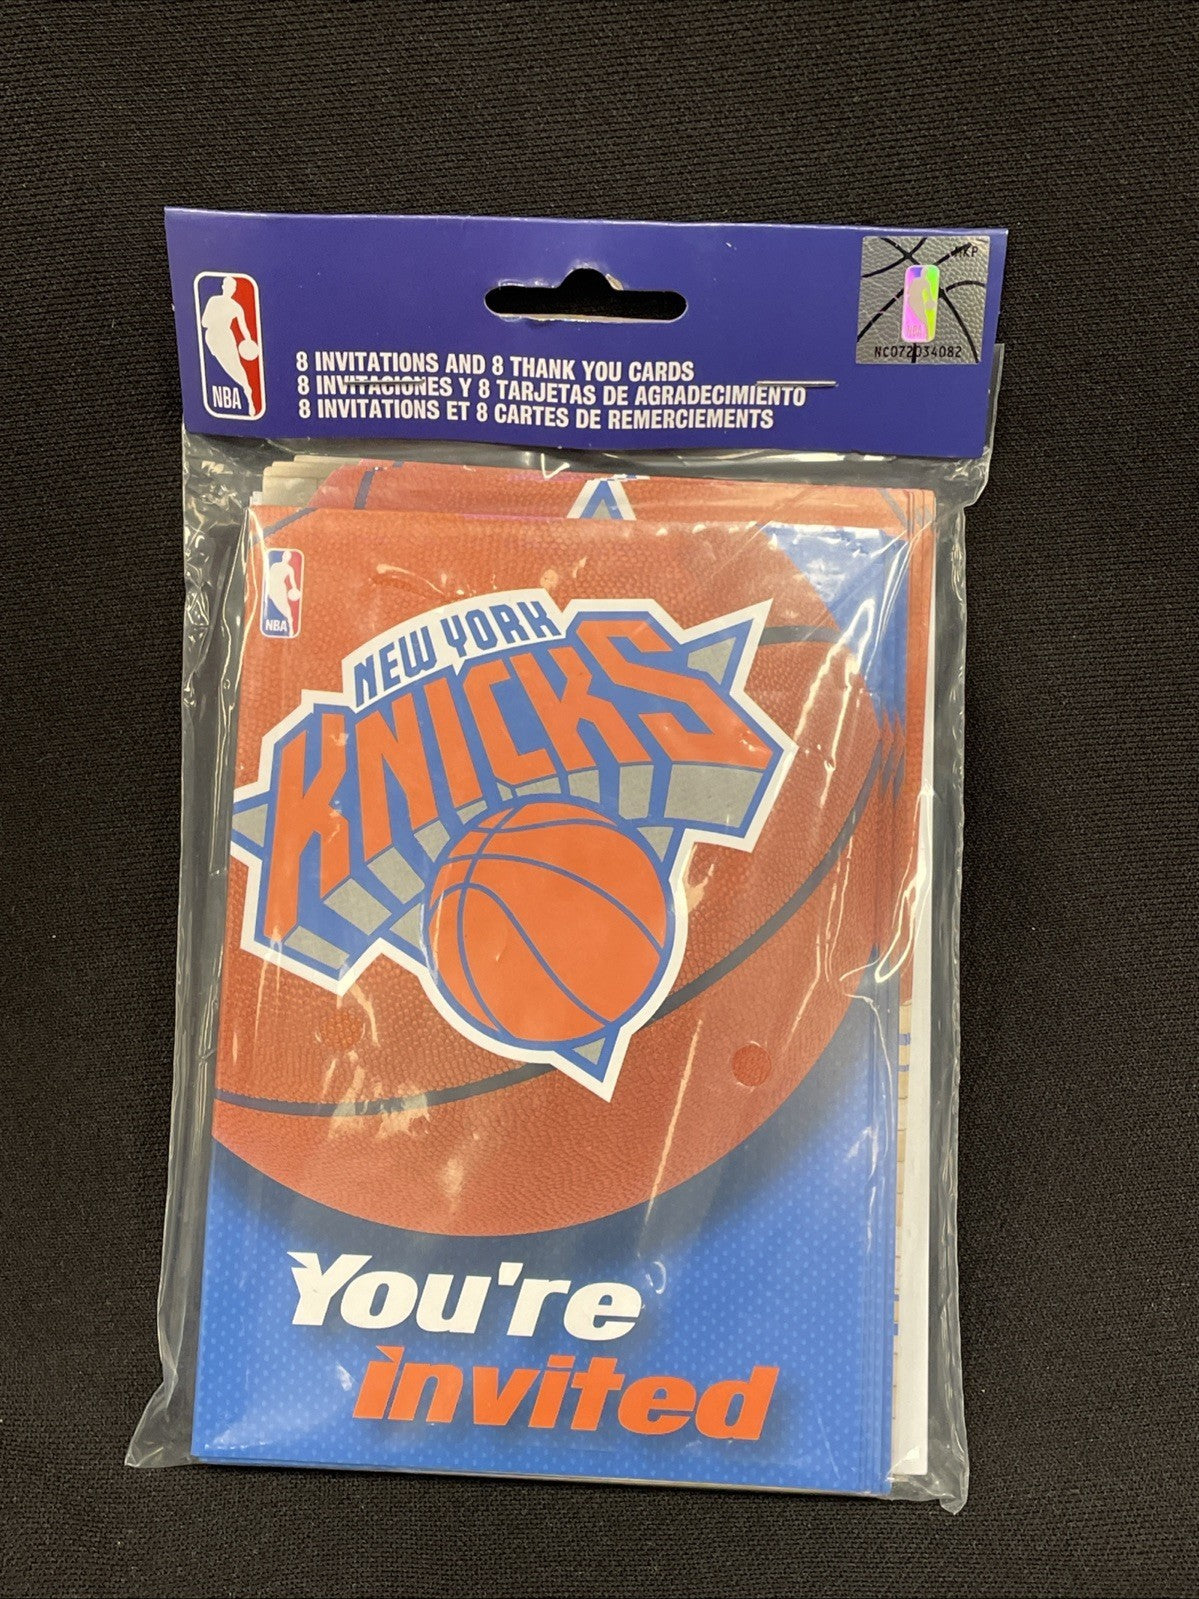 NBA
8 INVITATIONS AND 8 THANK YOU CARDS
8 INVITACIONES Y 8 TARJETAS DE AGRADECIMIENTO
8 INVITATIONS ET 8 CARTES DE REMERCIEMENTS
NBA
NC072034082
NBA
NEW YORK
KNICKS
You're
invited